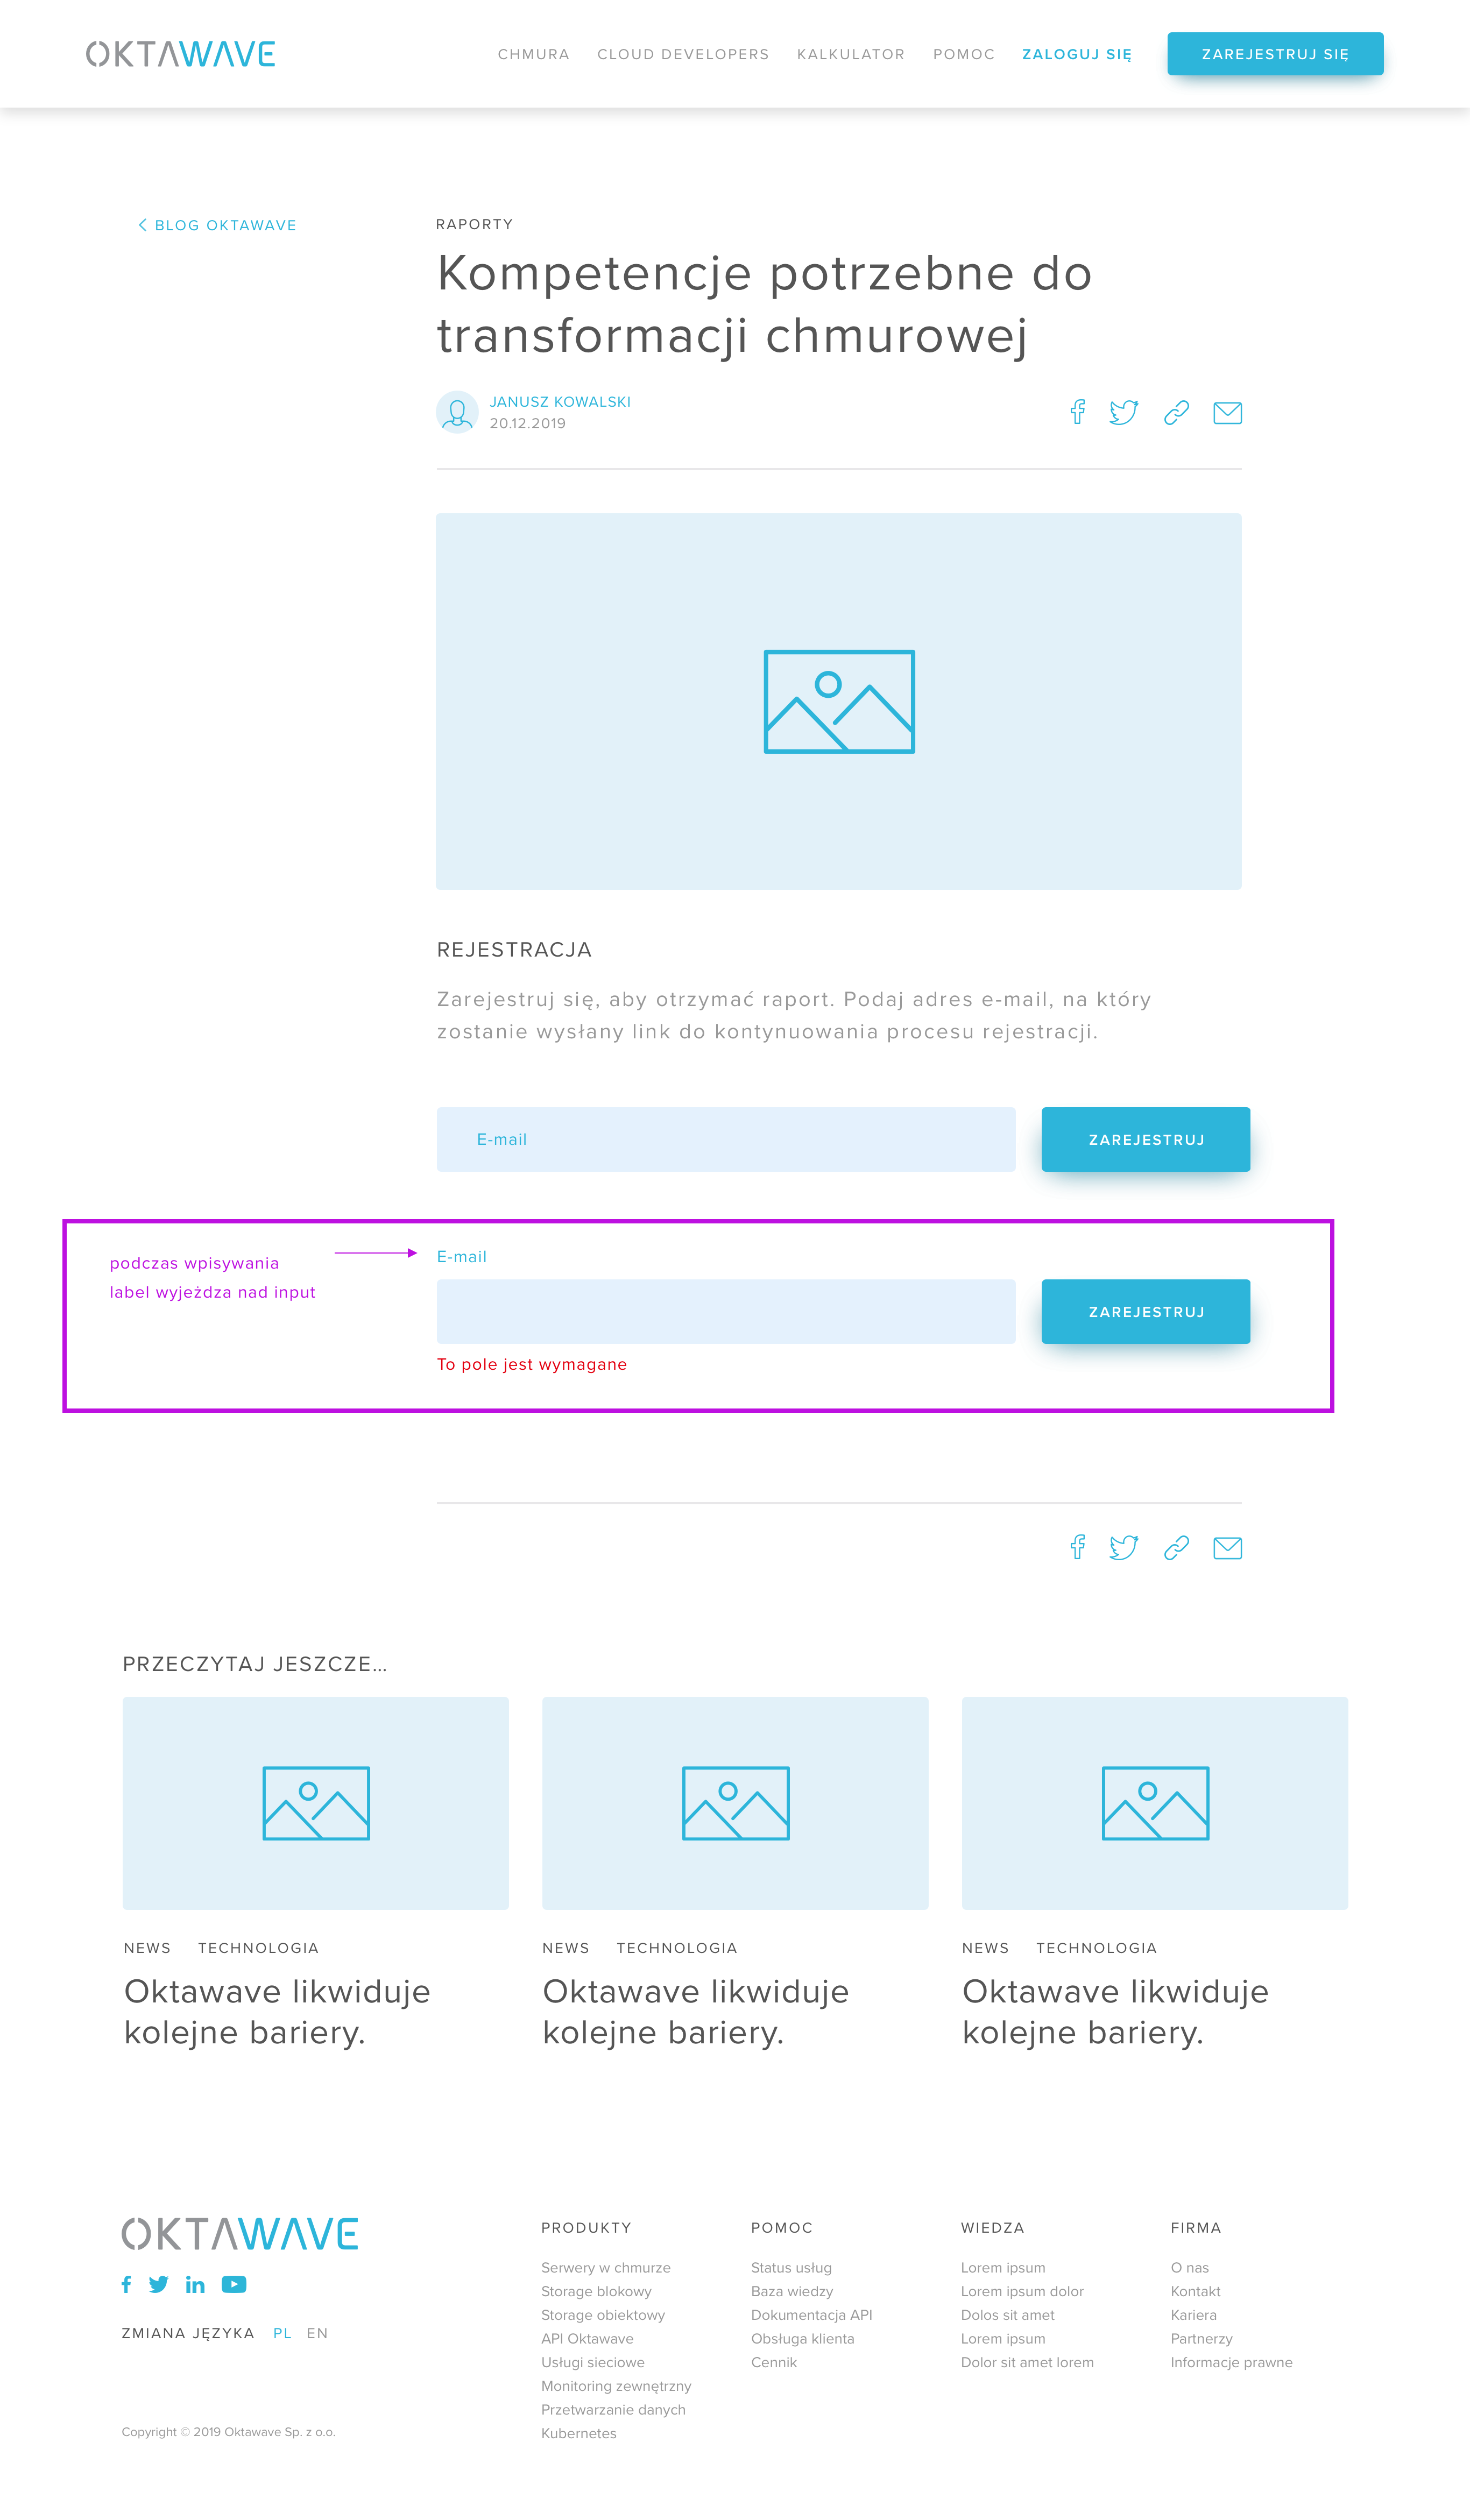 OKTAWAVE
CHMURA CLOUD DEVELOPERS KALKULATOR POMOC ZALOGUJ SIĘ ZAREJESTRUJ SIĘ
BLOG OKTAWAVE
RAPORTY
Kompetencje potrzebne do
transformacji chmurowej
JANUSZ KOWALSKI
20.12.2019
REJESTRACJA
Zarejestruj się, aby otrzymać raport. Podaj adres e-mail, na który
zostanie wysłany link do kontynuowania procesu rejestracji.
E-mail ZAREJESTRUJ
podczas wpisywania
label wyjeżdza nad input
E-mail
ZAREJESTRUJ
To pole jest wymagane
PRZECZYTAJ JESZCZE...
NEWS TECHNOLOGIA
Oktawave likwiduje
kolejne bariery.
NEWS TECHNOLOGIA
Oktawave likwiduje
kolejne bariery.
NEWS TECHNOLOGIA
Oktawave likwiduje
kolejne bariery.
OKTAWAVE
ZMIANA JĘZYKA PL EN
Copyright © 2019 Oktawave Sp. z o.o.
PRODUKTY
Serwery w chmurze
Storage blokowy
Storage obiektowy
API Oktawave
Usługi sieciowe
Monitoring zewnętrzny
Przetwarzanie danych
Kubernetes
POMOC
Status usług
Baza wiedzy
Dokumentacja API
Obsługa klienta
Cennik
WIEDZA
Lorem ipsum
Lorem ipsum dolor
Dolos sit amet
Lorem ipsum
Dolor sit amet lorem
FIRMA
O nas
Kontakt
Kariera
Partnerzy
Informacje prawne